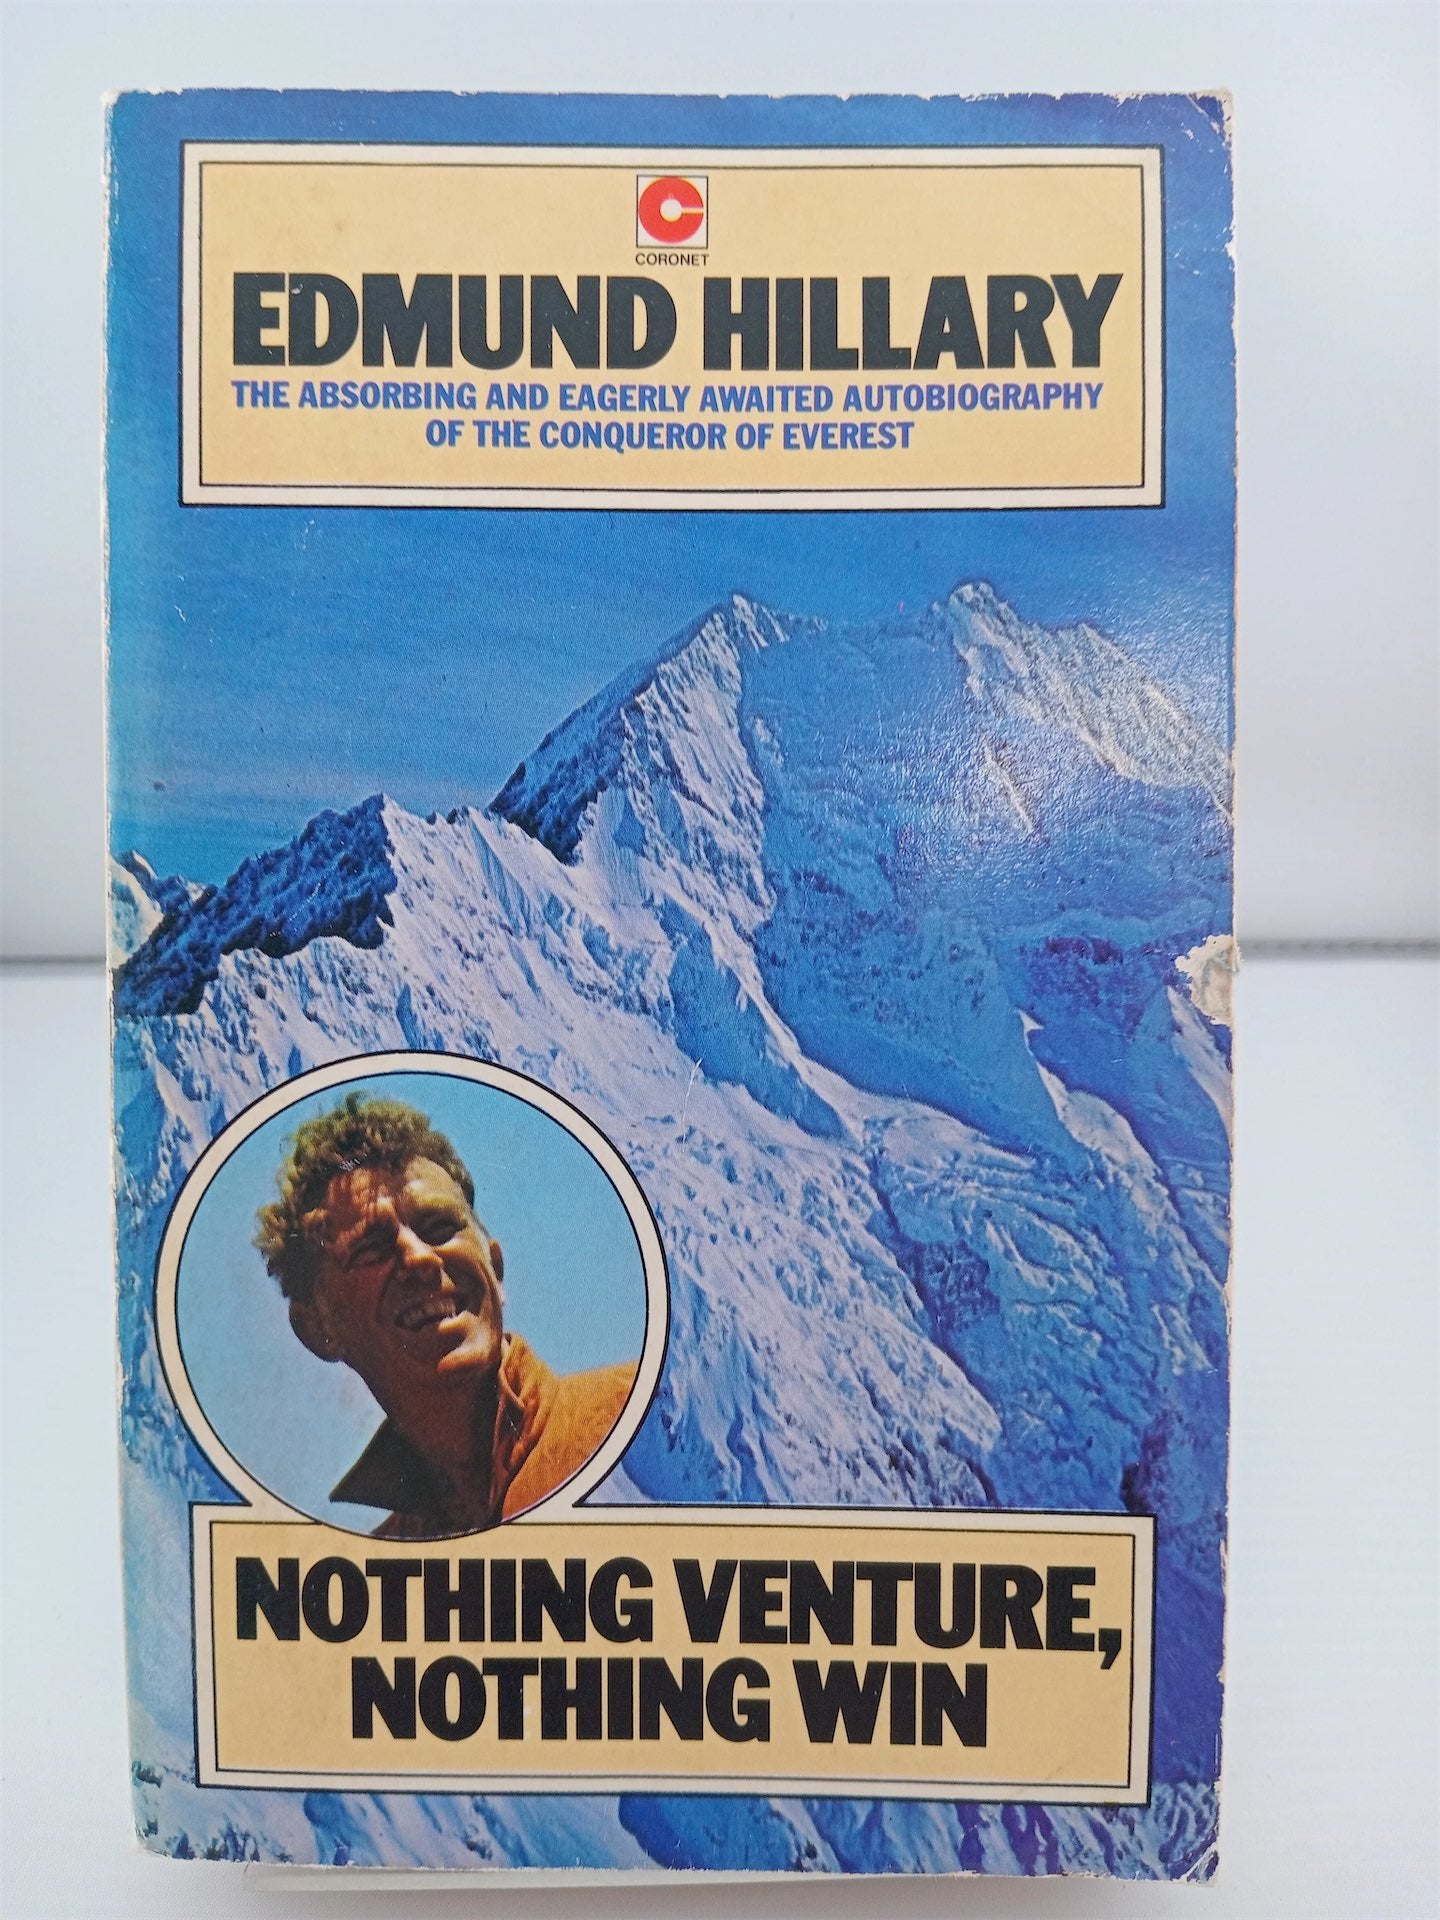 CORONET
EDMUND HILLARY
THE ABSORBING AND EAGERLY AWAITED AUTOBIOGRAPHY
OF THE CONQUEROR OF EVEREST
NOTHING VENTURE,
NOTHING WIN